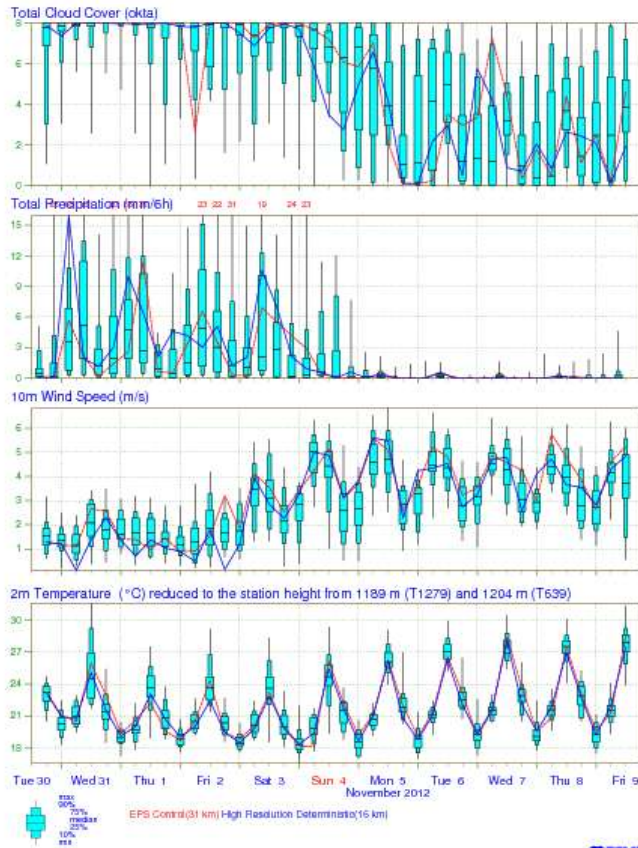 Total Cloud Cover (okta)
8
6
4
2
0
Total Precipitation (mm/6h)
23 22 31 19 24 23
15
12
9
6
3
0
10m Wind Speed (m/s)
6
5
4
3
2
1
2m Temperature (°C) reduced to the station height from 1189 m (T1279) and 1204 m (T639)
30
27
24
21
18
Tue 30 Wed 31 Thu 1 Fri 2 Sat 3 Sun 4 Mon 5 Tue 6 Wed 7 Thu 8 Fri 9
November 2012
max
90%
75%
median
25%
10%
min
EPS Control(31 km) High Resolution Deterministic(16 km)